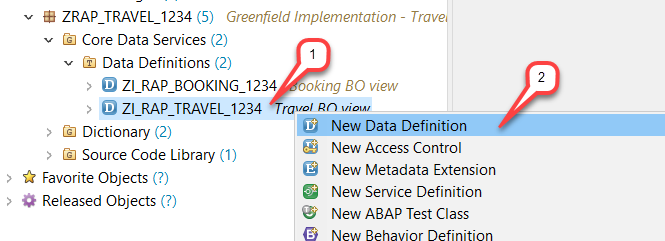 ZRAP_TRAVEL_1234 (5) Greenfield Implementation - Trave
Core Data Services (2)
1
Data Definitions (2)
2
ZI_RAP_BOOKING_1234 Booking BO view
ZI_RAP_TRAVEL_1234 Travel BO view
New Data Definition
Dictionary (2)
New Access Control
Source Code Library (1)
New Metadata Extension
Favorite Objects (?)
New Service Definition
Released Objects (?)
New ABAP Test Class
New Behavior Definition